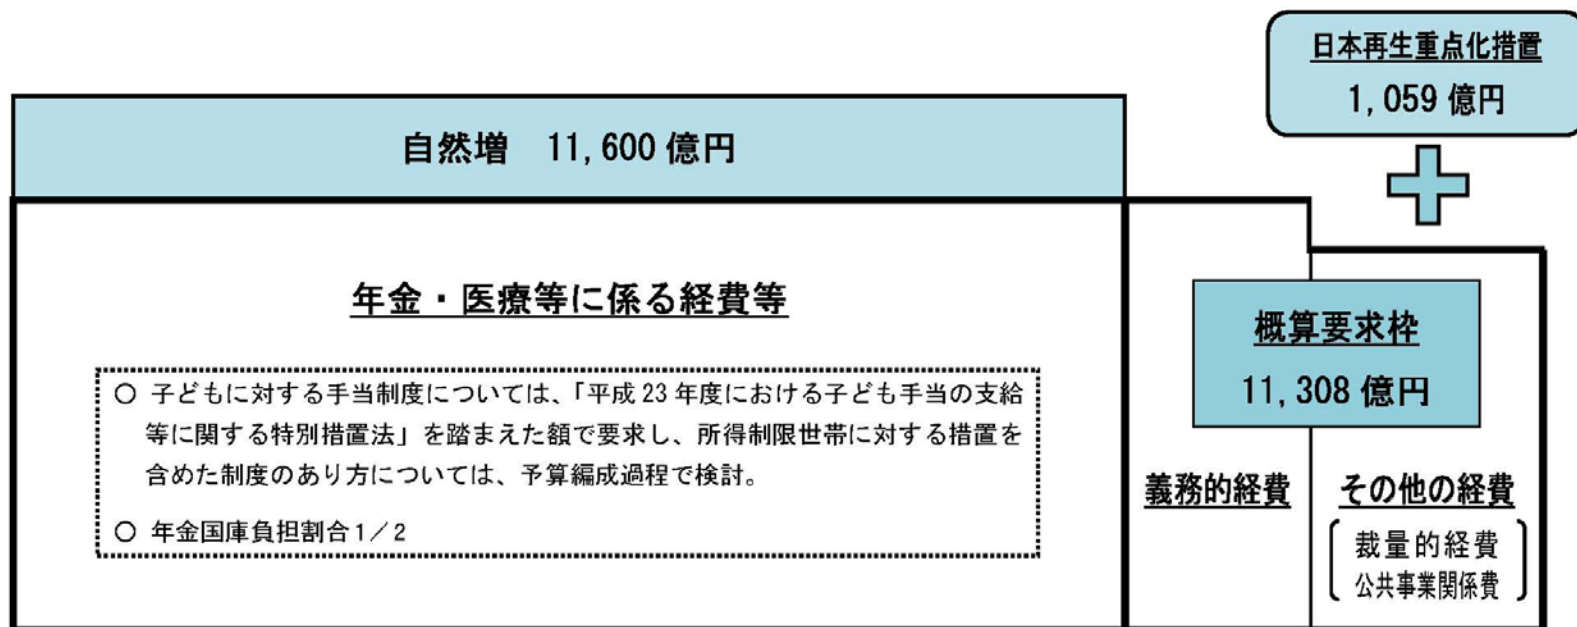 日本再生重点化措置
1,059 億円
自然増　11,600 億円
年金・医療等に係る経費等
○ 子どもに対する手当制度については、「平成 23 年度における子ども手当の支給
等に関する特別措置法」を踏まえた額で要求し、所得制限世帯に対する措置を
含めた制度のあり方については、予算編成過程で検討。
○ 年金国庫負担割合1／2
概算要求枠
11,308 億円
義務的経費
その他の経費
裁量的経費
公共事業関係費